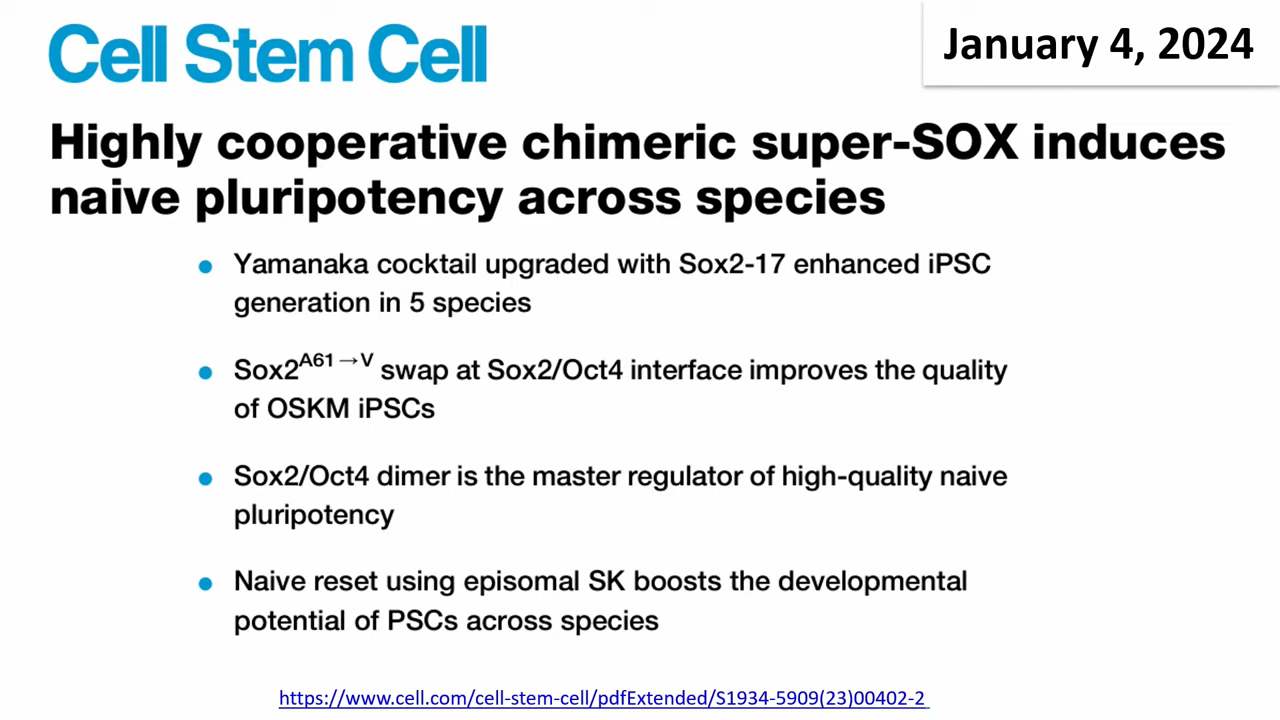 Cell Stem Cell
January 4, 2024
Highly cooperative chimeric super-SOX induces
naive pluripotency across species
• Yamanaka cocktail upgraded with Sox2-17 enhanced iPSC
generation in 5 species
• Sox2^A61→V swap at Sox2/Oct4 interface improves the quality
of OSKM iPSCs
• Sox2/Oct4 dimer is the master regulator of high-quality naive
pluripotency
• Naive reset using episomal SK boosts the developmental
potential of PSCs across species
https://www.cell.com/cell-stem-cell/pdfExtended/S1934-5909(23)00402-2